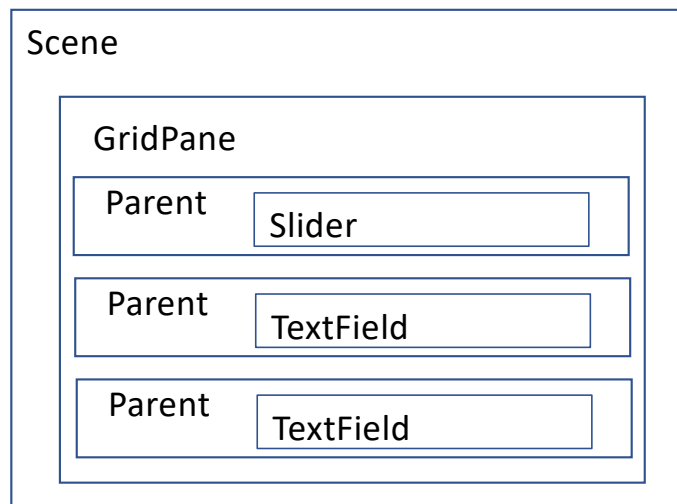 Scene
GridPane
Parent
Slider
Parent
TextField
Parent
TextField